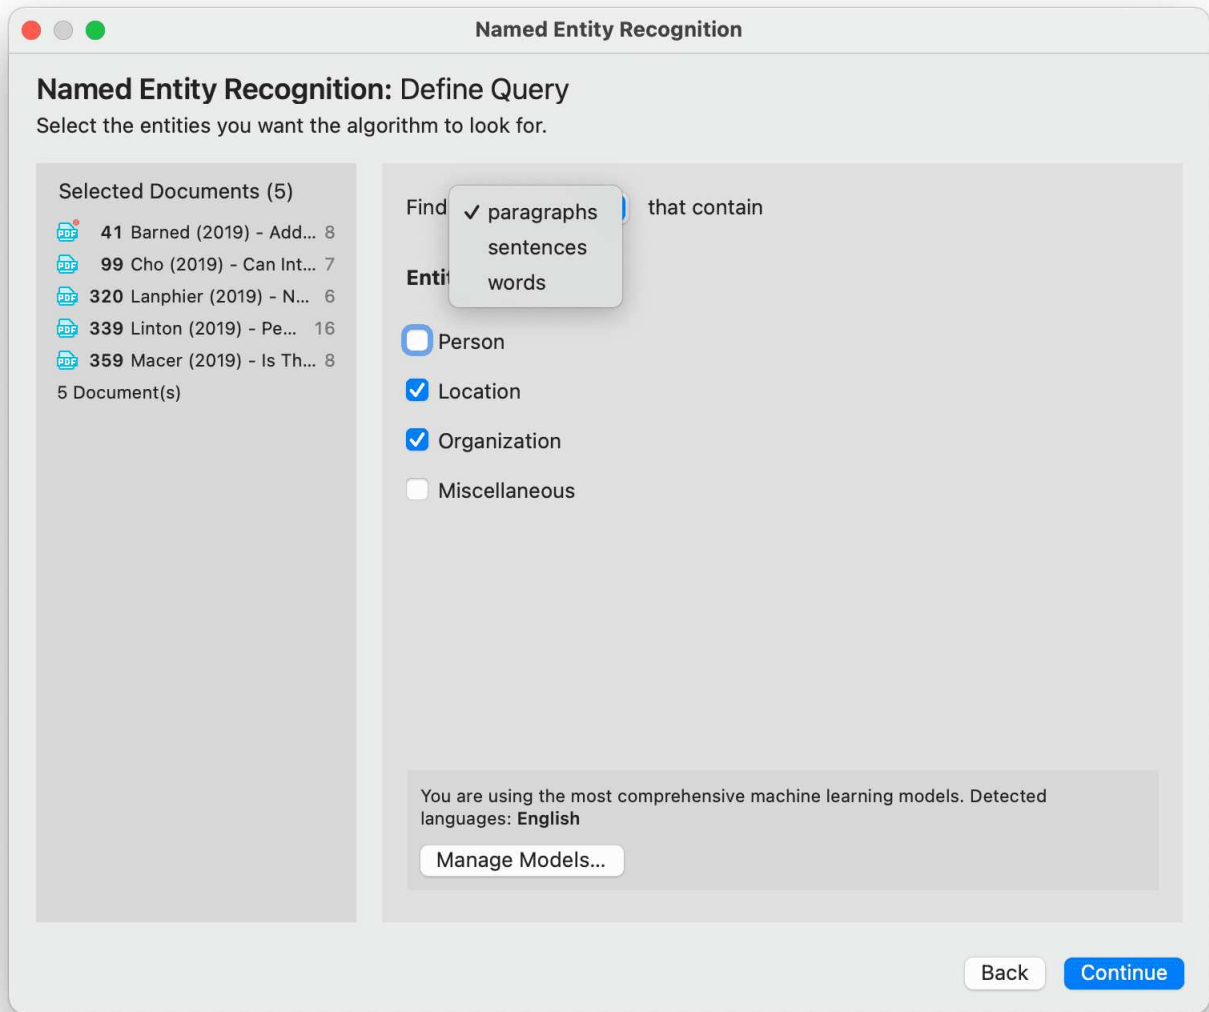 Named Entity Recognition
Named Entity Recognition: Define Query
Select the entities you want the algorithm to look for.
Selected Documents (5)
41 Barned (2019) - Add... 8
99 Cho (2019) - Can Int... 7
320 Lanphier (2019) - N... 6
339 Linton (2019) - Pe... 16
359 Macer (2019) - Is Th... 8
5 Document(s)
Find ✓ paragraphs that contain
sentences
words
Enti
Person
Location
Organization
Miscellaneous
You are using the most comprehensive machine learning models. Detected
languages: English
Manage Models...
Back Continue